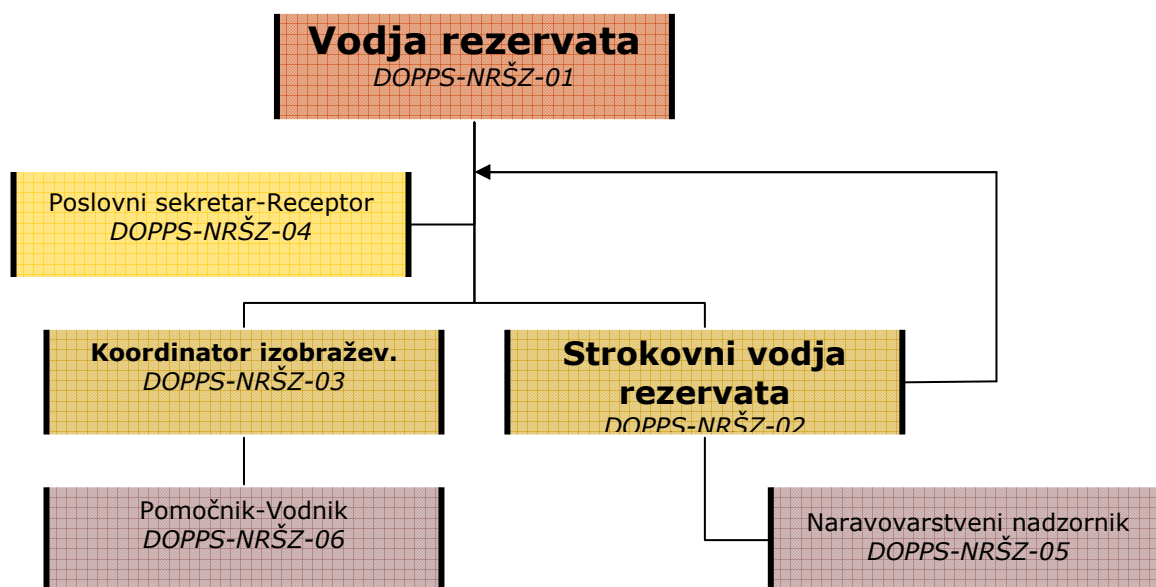 Vodja rezervata
DOPPS-NRŠZ-01
Poslovni sekretar-Receptor
DOPPS-NRŠZ-04
Koordinator izobražev.
DOPPS-NRŠZ-03
Strokovni vodja
rezervata
DOPPS-NRŠZ-02
Pomočnik-Vodnik
DOPPS-NRŠZ-06
Naravovarstveni nadzornik
DOPPS-NRŠZ-05